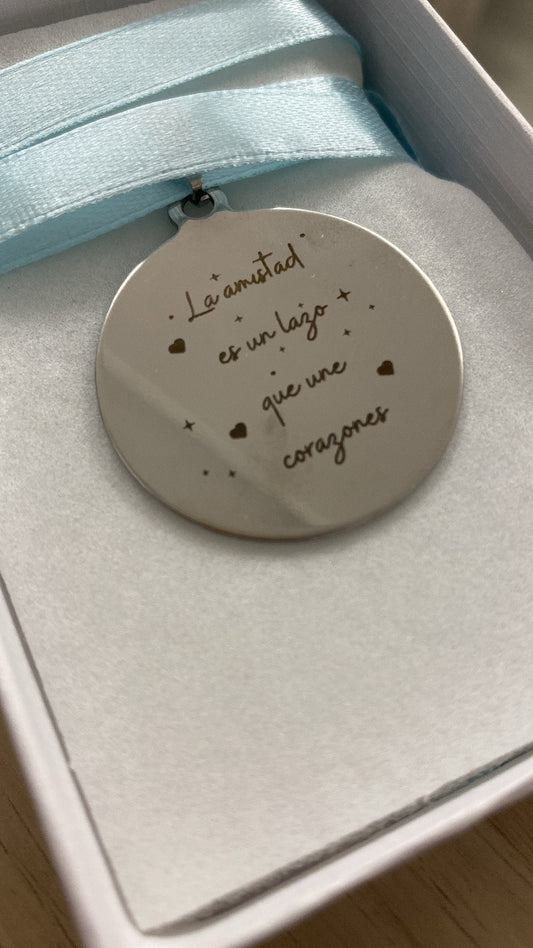 La amistad
es un lazo
que une
corazones